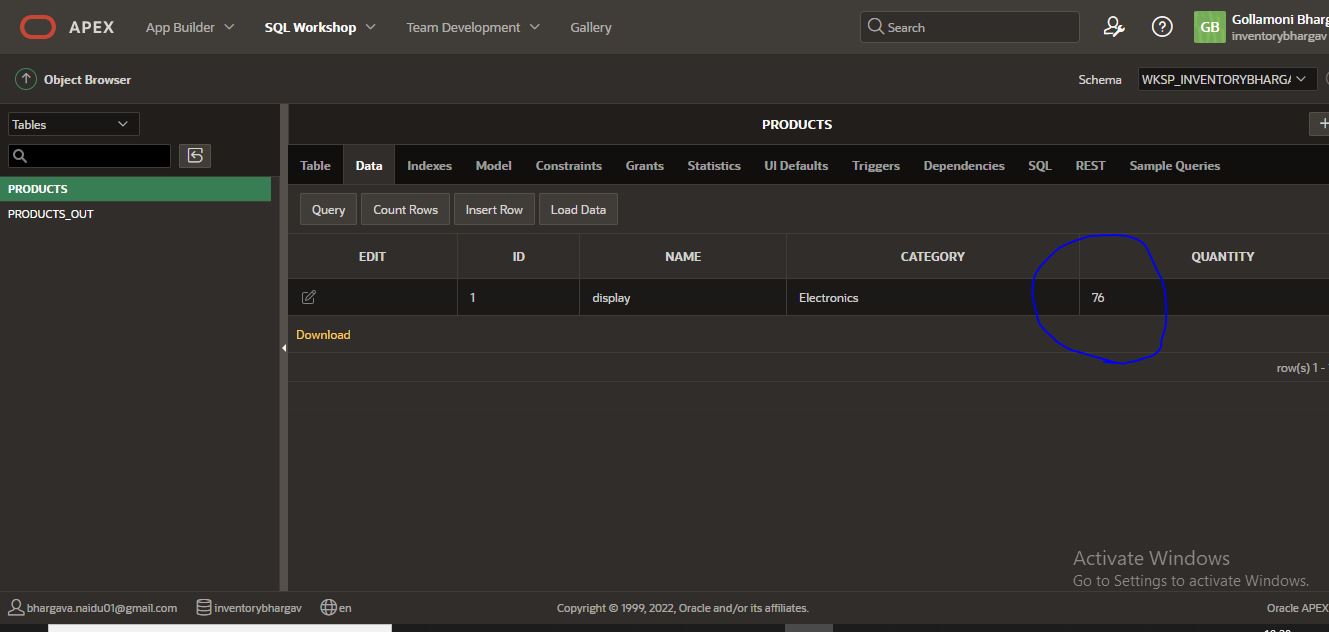 APEX App Builder SQL Workshop Team Development Gallery Search GB Gollamoni Bharg
inventorybhargav
Object Browser Schema WKSP_INVENTORYBHARGA
Tables PRODUCTS
Table Data Indexes Model Constraints Grants Statistics UI Defaults Triggers Dependencies SQL REST Sample Queries
PRODUCTS
PRODUCTS_OUT
Query Count Rows Insert Row Load Data
EDIT ID NAME CATEGORY QUANTITY
1 display Electronics 76
Download
row(s) 1 -
Activate Windows
Go to Settings to activate Windows.
bhargava.naidu01@gmail.com inventorybhargav en Copyright © 1999, 2022, Oracle and/or its affiliates. Oracle APEX